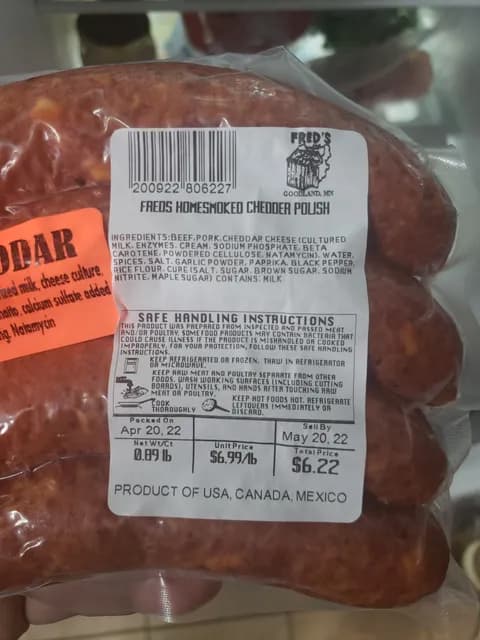 FRED'S
GOODLAND, MN
200922 806227
FREDS HOMESMOKED CHEDDER POLISH
INGREDIENTS:BEEF,PORK,CHEDDAR CHEESE (CULTURED
MILK, ENZYMES, CREAM, SODIUM PHOSPHATE, BETA
CAROTENE, POWDERED CELLULOSE, NATAMYCIN), WATER,
SPICES, SALT, GARLIC POWDER, PAPRIKA, BLACK PEPPER,
RICE FLOUR, CURE(SALT, SUGAR, BROWN SUGAR, SODIUM
NITRITE, MAPLE SUGAR) CONTAINS: MILK
DDAR
milk, cheese culture,
calcium sulfate added
Natamycin
SAFE HANDLING INSTRUCTIONS
THIS PRODUCT WAS PREPARED FROM INSPECTED AND PASSED MEAT
AND/OR POULTRY. SOME FOOD PRODUCTS MAY CONTAIN BACTERIA THAT
COULD CAUSE ILLNESS IF THE PRODUCT IS MISHANDLED OR COOKED
IMPROPERLY. FOR YOUR PROTECTION, FOLLOW THESE SAFE HANDLING
INSTRUCTIONS.
KEEP REFRIGERATED OR FROZEN. THAW IN REFRIGERATOR
OR MICROWAVE.
KEEP RAW MEAT AND POULTRY SEPARATE FROM OTHER
FOODS. WASH WORKING SURFACES (INCLUDING CUTTING
BOARDS), UTENSILS, AND HANDS AFTER TOUCHING RAW
MEAT OR POULTRY.
COOK
THOROUGHLY
KEEP HOT FOODS HOT. REFRIGERATE
LEFTOVERS IMMEDIATELY OR
DISCARD.
Packed On
Apr 20, 22
Sell By
May 20, 22
Net Wt/Ct
0.89 lb
Unit Price
$6.99/lb
Total Price
$6.22
PRODUCT OF USA, CANADA, MEXICO